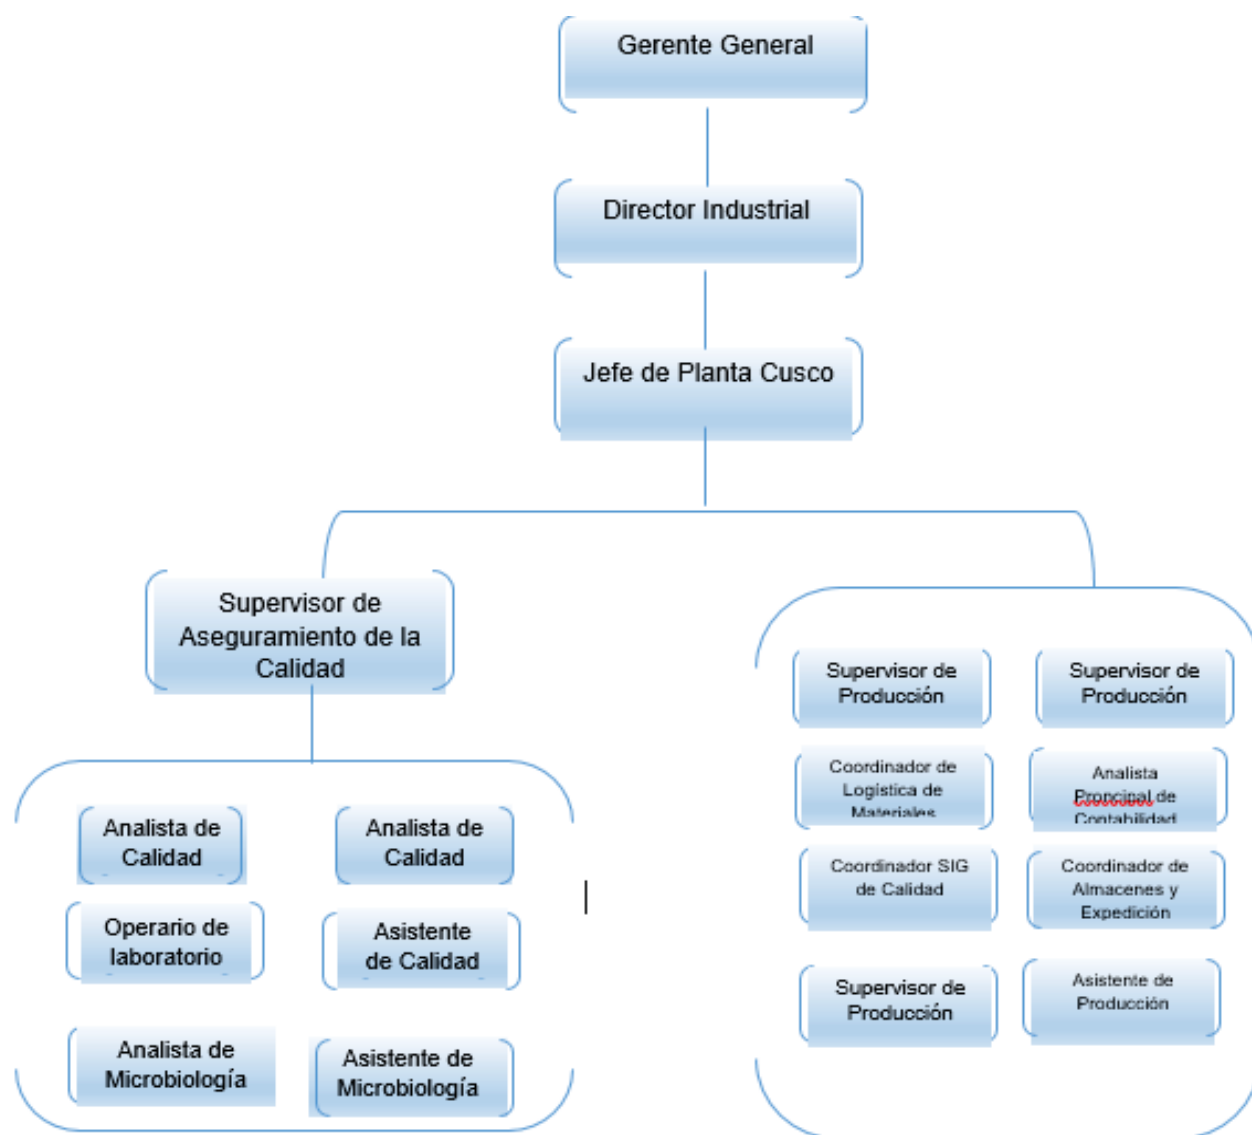 Gerente General
Director Industrial
Jefe de Planta Cusco
Supervisor de
Aseguramiento de la
Calidad
Analista de
Calidad
Analista de
Calidad
Operario de
laboratorio
Asistente
de Calidad
Analista de
Microbiología
Asistente de
Microbiología
Supervisor de
Producción
Supervisor de
Producción
Coordinador de
Logística de
Materiales
Analista
Proncipal de
Contabilidad
Coordinador SIG
de Calidad
Coordinador de
Almacenes y
Expedición
Supervisor de
Producción
Asistente de
Producción